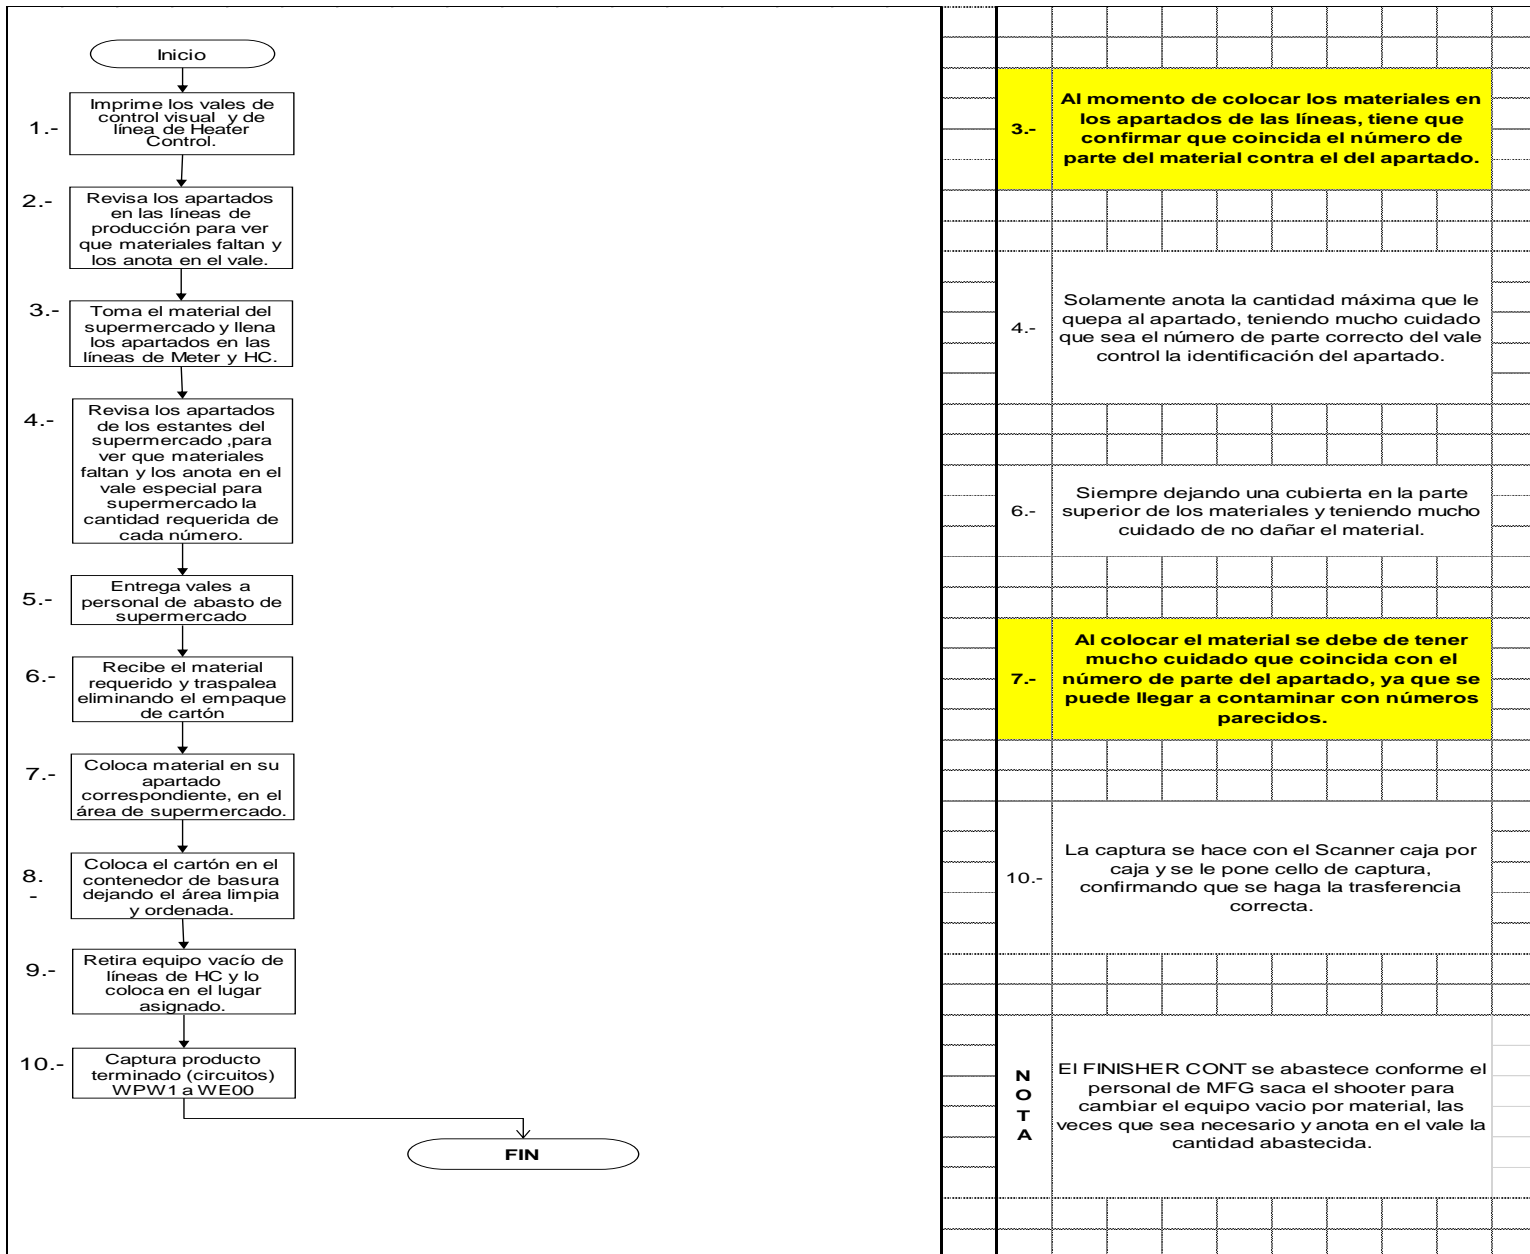 Inicio
1.-
Imprime los vales de
control visual y de
línea de Heater
Control.
2.-
Revisa los apartados
en las líneas de
producción para ver
que materiales faltan y
los anota en el vale.
3.-
Toma el material del
supermercado y llena
los apartados en las
líneas de Meter y HC.
4.-
Revisa los apartados
de los estantes del
supermercado ,para
ver que materiales
faltan y los anota en el
vale especial para
supermercado la
cantidad requerida de
cada número.
5.-
Entrega vales a
personal de abasto de
supermercado
6.-
Recibe el material
requerido y traspalea
eliminando el empaque
de cartón
7.-
Coloca material en su
apartado
correspondiente, en el
área de supermercado.
8.
-
Coloca el cartón en el
contenedor de basura
dejando el área limpia
y ordenada.
9.-
Retira equipo vacío de
líneas de HC y lo
coloca en el lugar
asignado.
10.-
Captura producto
terminado (circuitos)
WPW1 a WE00
FIN
3.-
Al momento de colocar los materiales en
los apartados de las líneas, tiene que
confirmar que coincida el número de
parte del material contra el del apartado.
4.-
Solamente anota la cantidad máxima que le
quepa al apartado, teniendo mucho cuidado
que sea el número de parte correcto del vale
control la identificación del apartado.
6.-
Siempre dejando una cubierta en la parte
superior de los materiales y teniendo mucho
cuidado de no dañar el material.
7.-
Al colocar el material se debe de tener
mucho cuidado que coincida con el
número de parte del apartado, ya que se
puede llegar a contaminar con números
parecidos.
10.-
La captura se hace con el Scanner caja por
caja y se le pone cello de captura,
confirmando que se haga la trasferencia
correcta.
N
O
T
A
El FINISHER CONT se abastece conforme el
personal de MFG saca el shooter para
cambiar el equipo vacio por material, las
veces que sea necesario y anota en el vale la
cantidad abastecida.